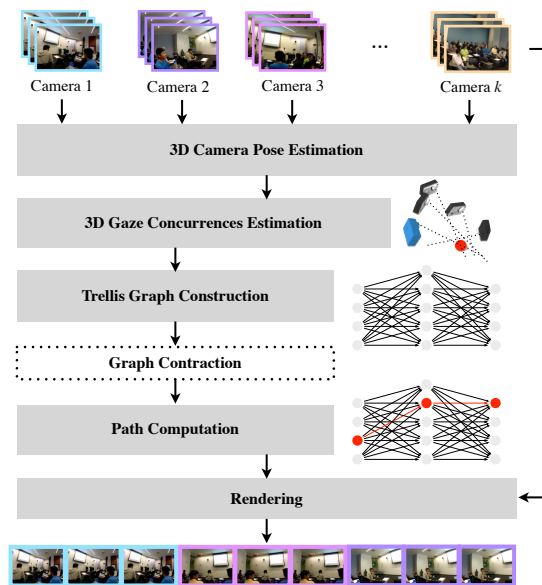 ...
Camera 1
Camera 2
Camera 3
Camera k
3D Camera Pose Estimation
3D Gaze Concurrences Estimation
Trellis Graph Construction
Graph Contraction
Path Computation
Rendering